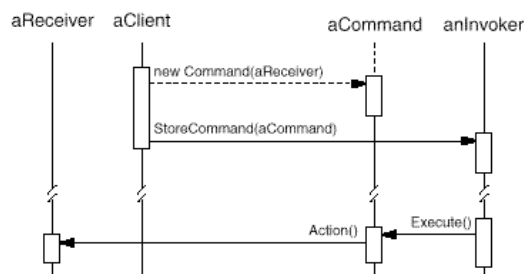 aReceiver aClient aCommand anInvoker
new Command(aReceiver)
StoreCommand(aCommand)
Action() Execute()